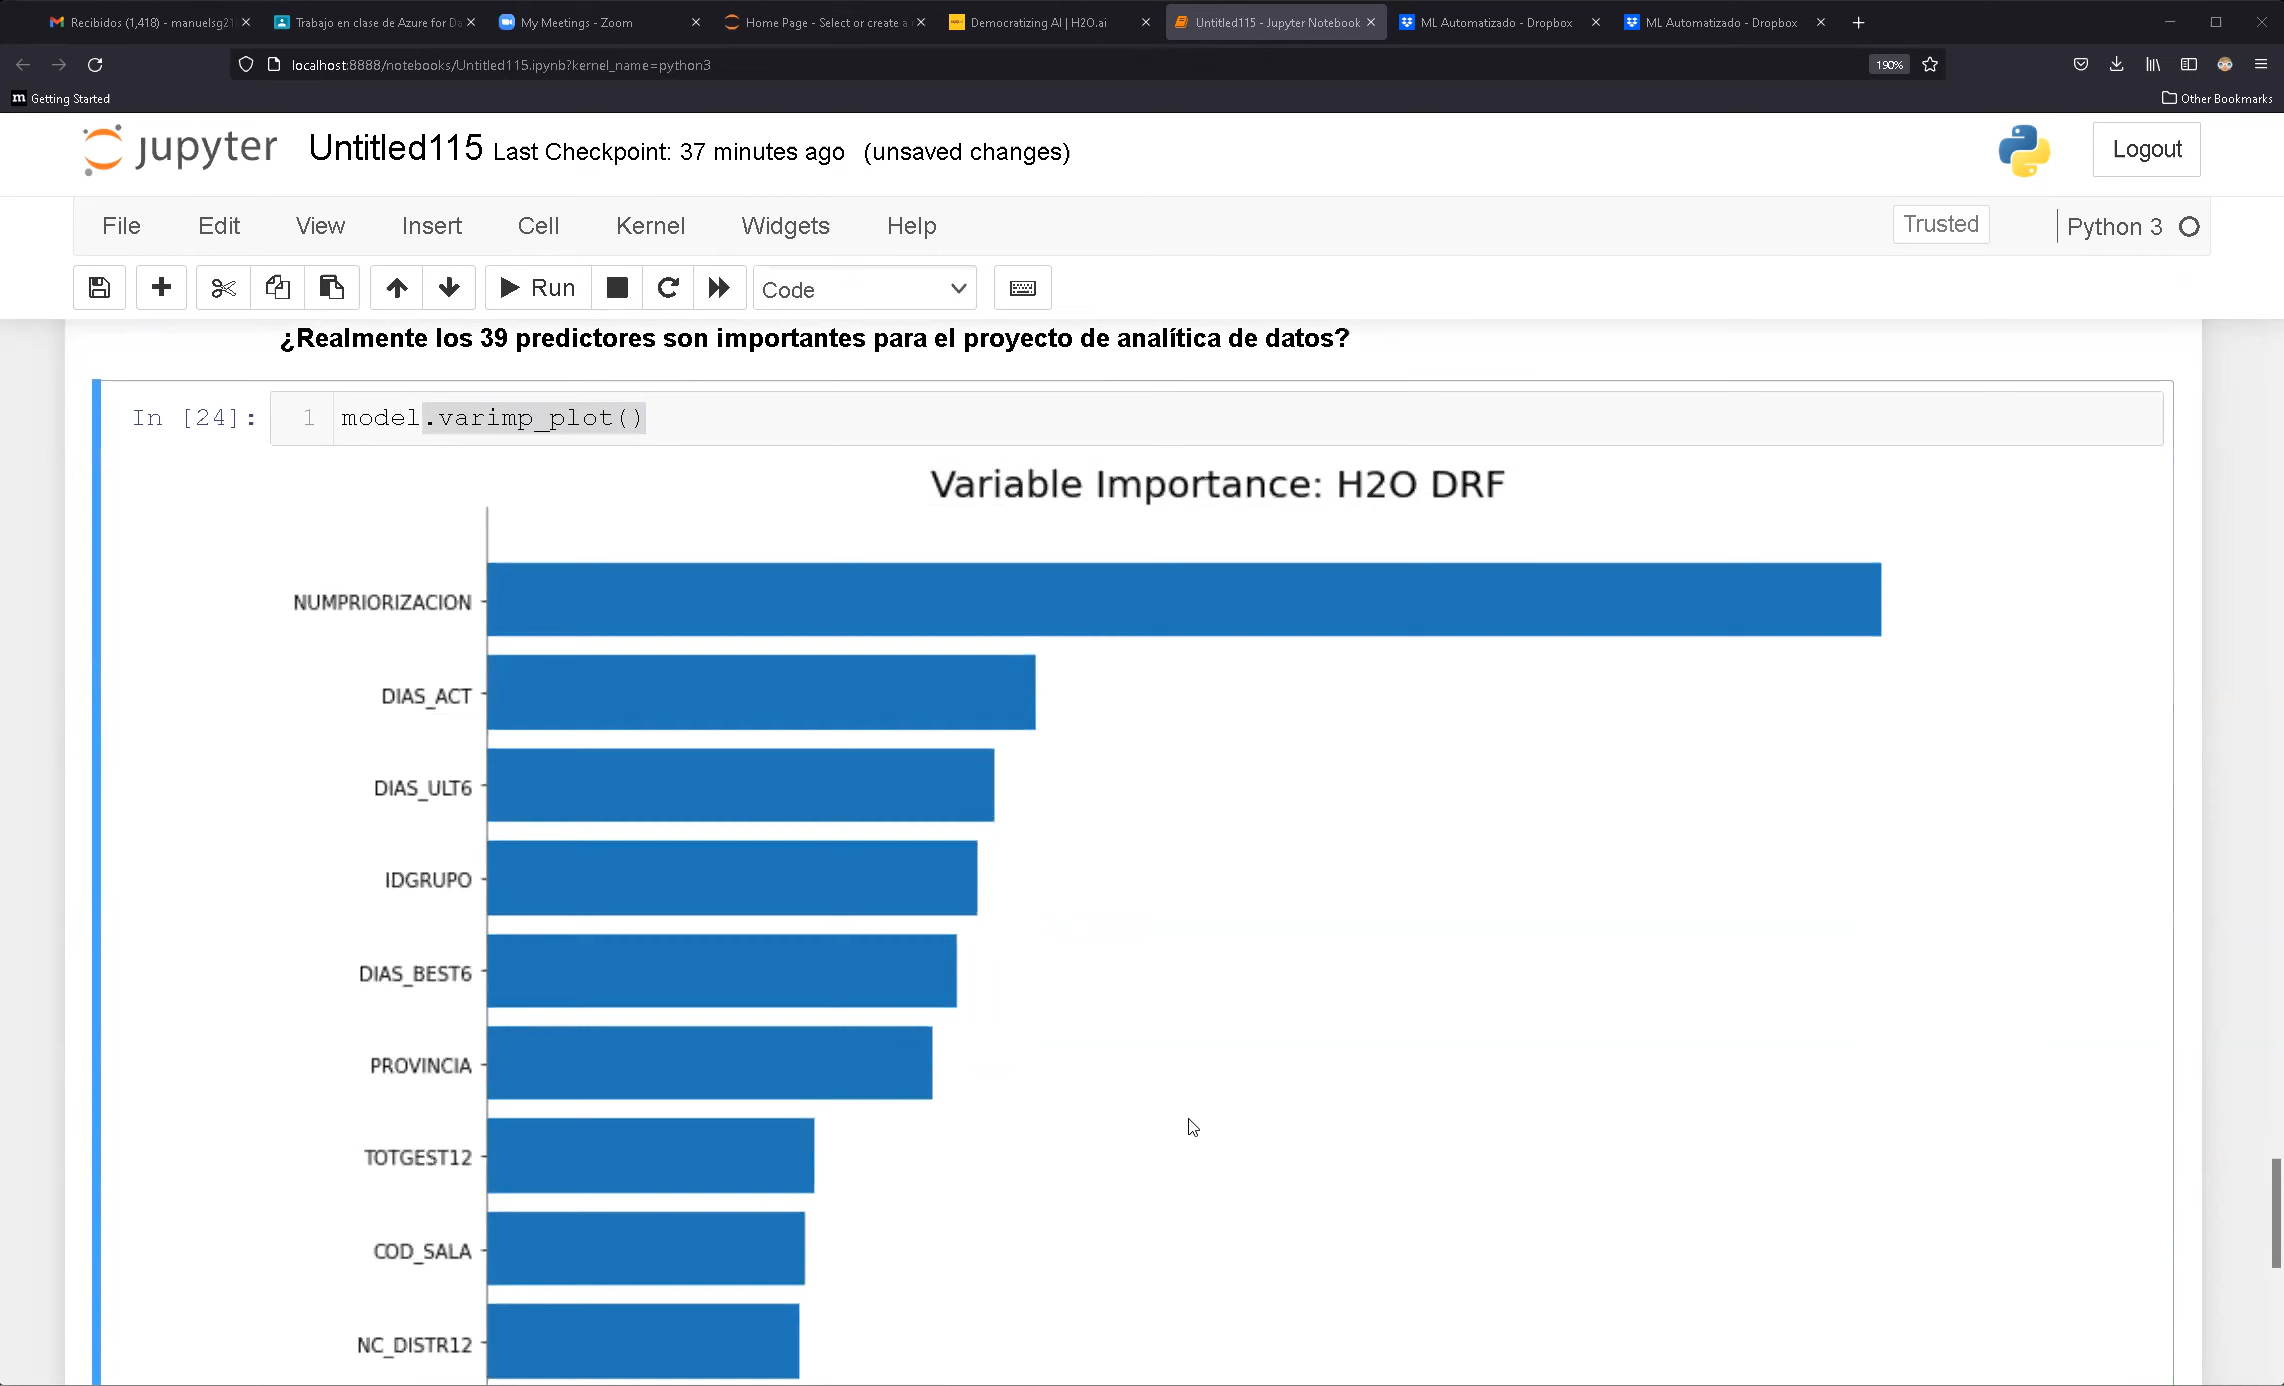 Recibidos (1,418) - manuelsg21
Trabajo en clase de Azure for Da
My Meetings - Zoom
Home Page - Select or create a
Democratizing AI | H2O.ai
Untitled115 - Jupyter Notebook
ML Automatizado - Dropbox
ML Automatizado - Dropbox
localhost:8888/notebooks/Untitled115.ipynb?kernel_name=python3
190%
m Getting Started
Other Bookmarks
jupyter Untitled115 Last Checkpoint: 37 minutes ago (unsaved changes)
Logout
File Edit View Insert Cell Kernel Widgets Help
Trusted
Python 3
Run
Code
¿Realmente los 39 predictores son importantes para el proyecto de analítica de datos?
In [24]: 1 model.varimp_plot()
Variable Importance: H2O DRF
NUMPRIORIZACION
DIAS_ACT
DIAS_ULT6
IDGRUPO
DIAS_BEST6
PROVINCIA
TOTGEST12
COD_SALA
NC_DISTR12